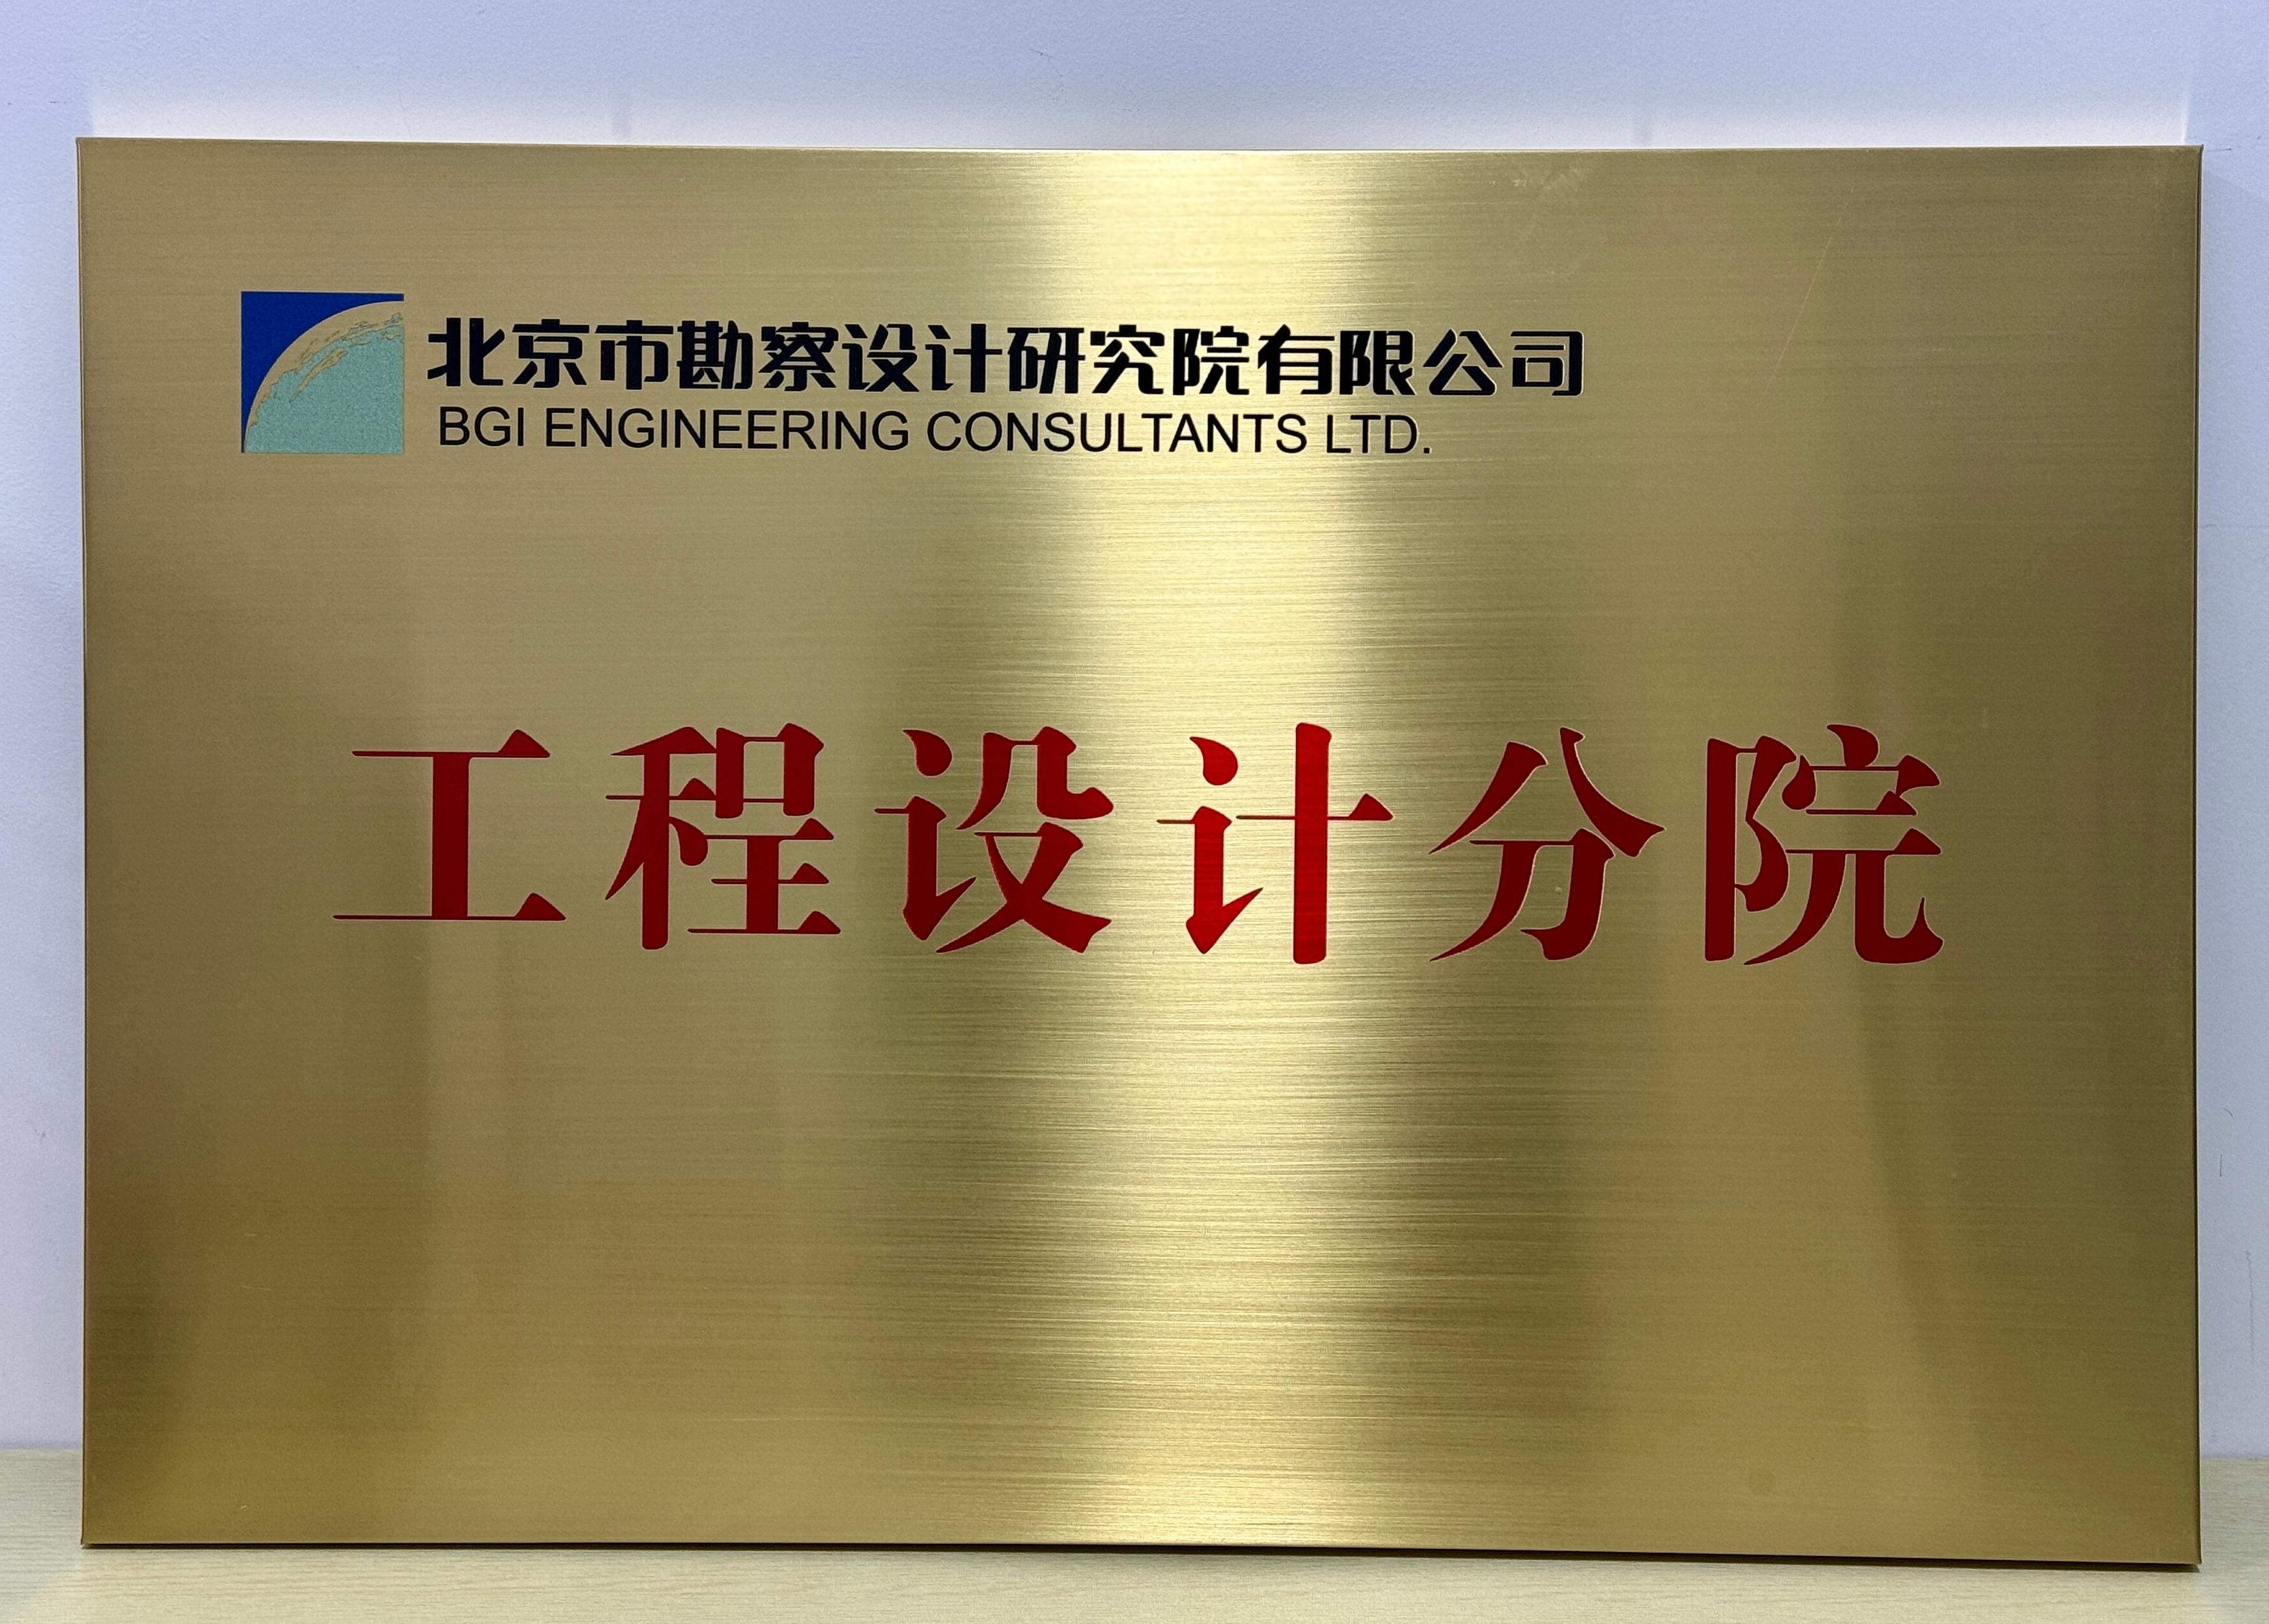 北京市勘察设计研究院有限公司
BGI ENGINEERING CONSULTANTS LTD.
工程设计分院